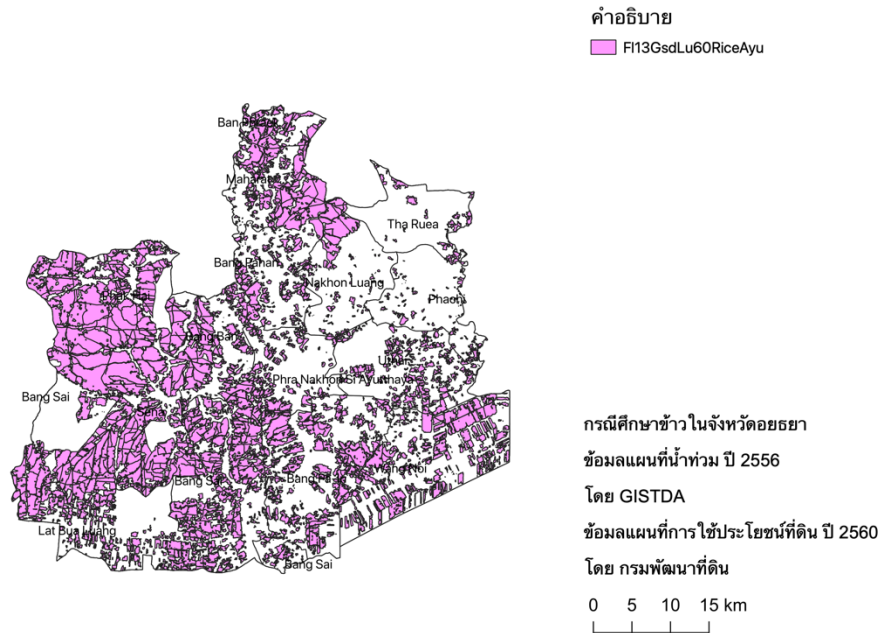 คำอธิบาย
Fl13GsdLu60RiceAyu
Ban Phraek
Maharat
Tha Ruea
Bang Pahan
Nakhon Luang
Phachi
Phak Hai
Bang Ban
Uthai
Phra Nakhon Si Ayutthaya
Bang Sai
Sena
Wang Noi
Bang Sai
Bang Pa-In
Lat Bua Luang
Bang Sai
กรณีศึกษาข้าวในจังหวัดอยธยา
ข้อมลแผนที่น้ำท่วม ปี 2556
โดย GISTDA
ข้อมลแผนที่การใช้ประโยชน์ที่ดิน ปี 2560
โดย กรมพัฒนาที่ดิน
0 5 10 15 km